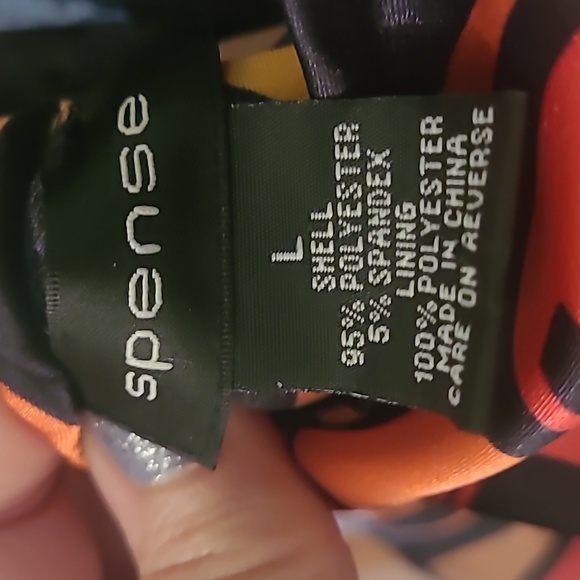 spense
L
SHELL
95% POLYESTER
5% SPANDEX
LINING
100% POLYESTER
MADE IN CHINA
CARE ON REVERSE